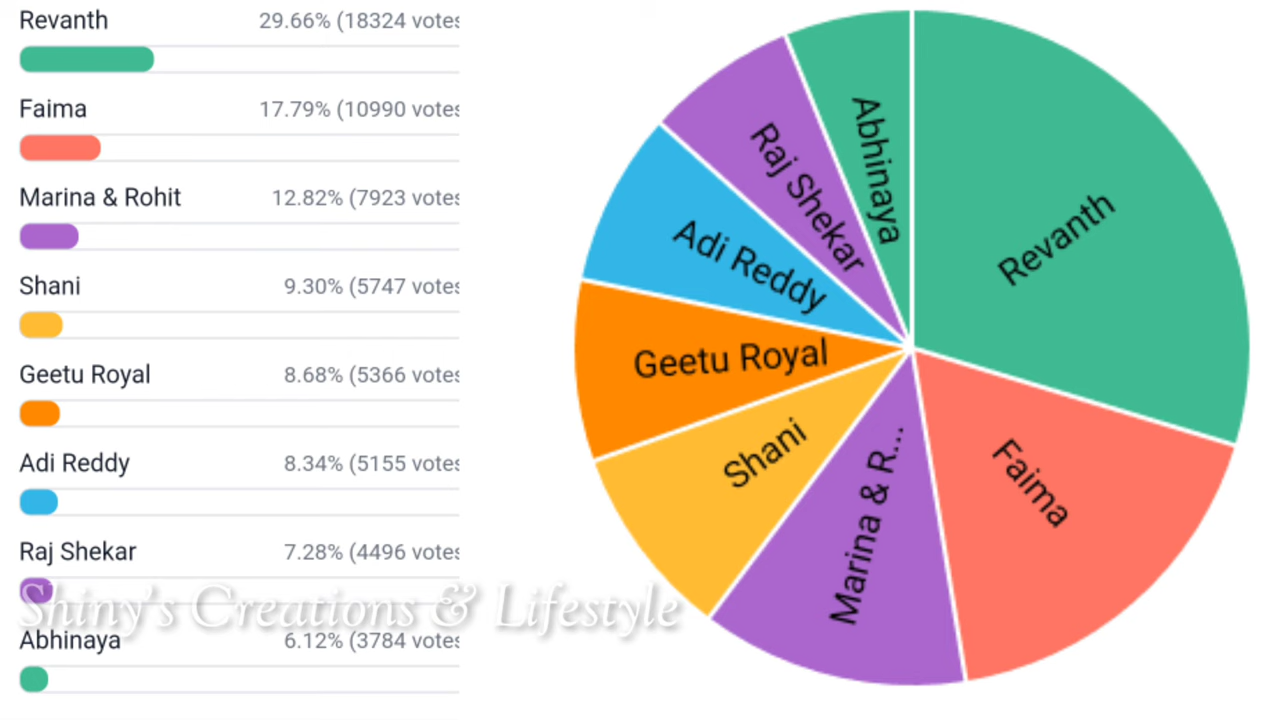 Revanth 29.66% (18324 votes
Faima 17.79% (10990 votes
Marina & Rohit 12.82% (7923 votes
Shani 9.30% (5747 votes
Geetu Royal 8.68% (5366 votes
Adi Reddy 8.34% (5155 votes
Raj Shekar 7.28% (4496 votes
Shiny's Creations & Lifestyle
Abhinaya 6.12% (3784 votes
Revanth
Faima
Marina & R...
Shani
Geetu Royal
Adi Reddy
Raj Shekar
Abhinaya